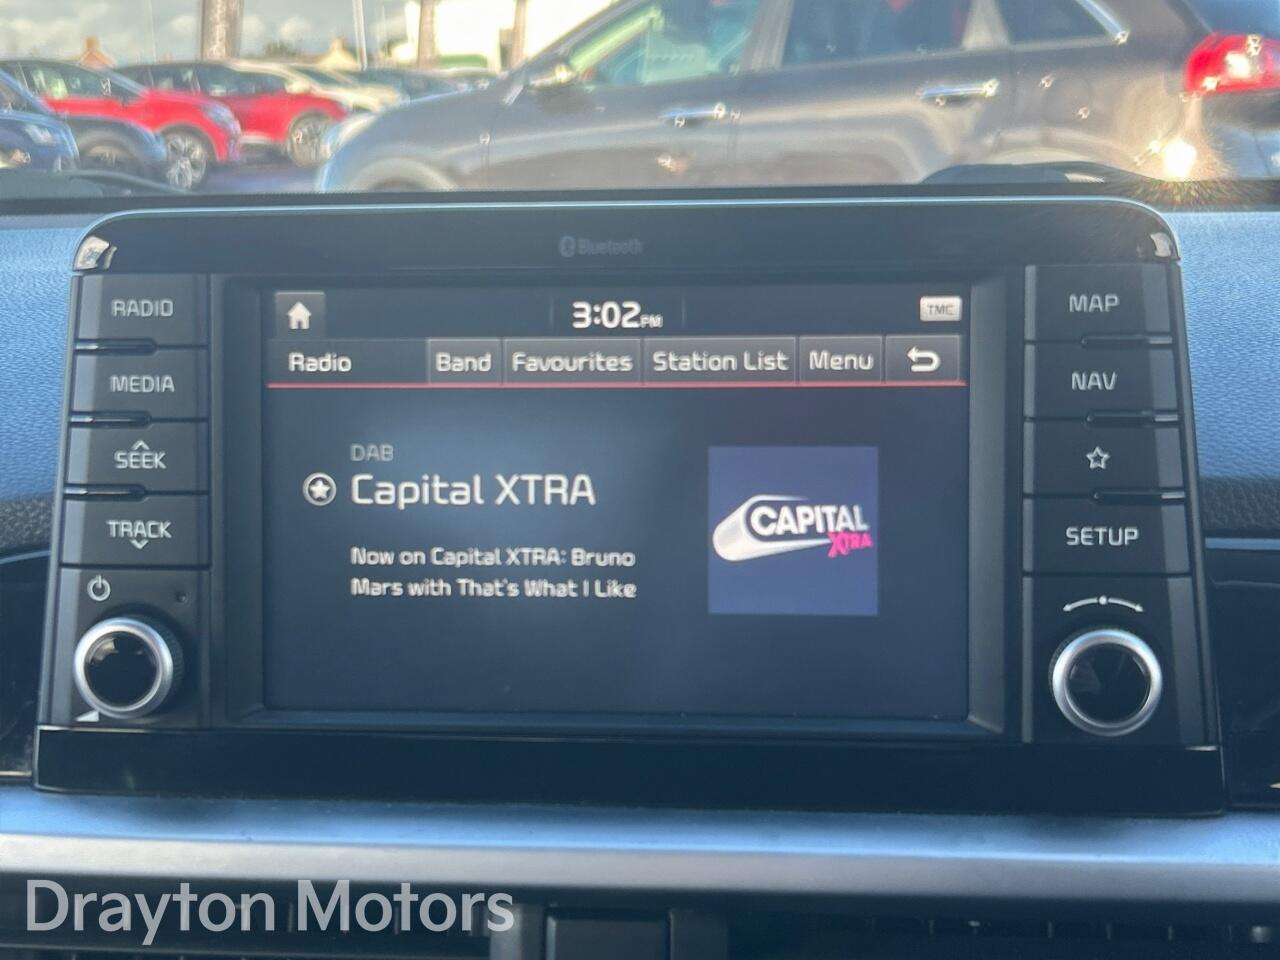 Bluetooth
RADIO
MEDIA
SEEK
TRACK
3:02PM
TMC
Radio
Band
Favourites
Station List
Menu
DAB
Capital XTRA
Now on Capital XTRA: Bruno
Mars with That's What I Like
CAPITAL
XTRA
MAP
NAV
SETUP
Drayton Motors